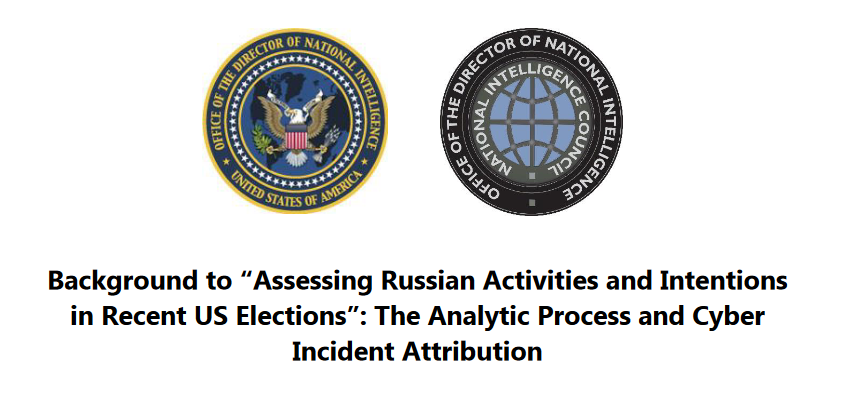 OFFICE OF THE DIRECTOR OF NATIONAL INTELLIGENCE
UNITED STATES OF AMERICA
OFFICE OF THE DIRECTOR OF NATIONAL INTELLIGENCE
NATIONAL INTELLIGENCE COUNCIL
Background to “Assessing Russian Activities and Intentions
in Recent US Elections”: The Analytic Process and Cyber
Incident Attribution